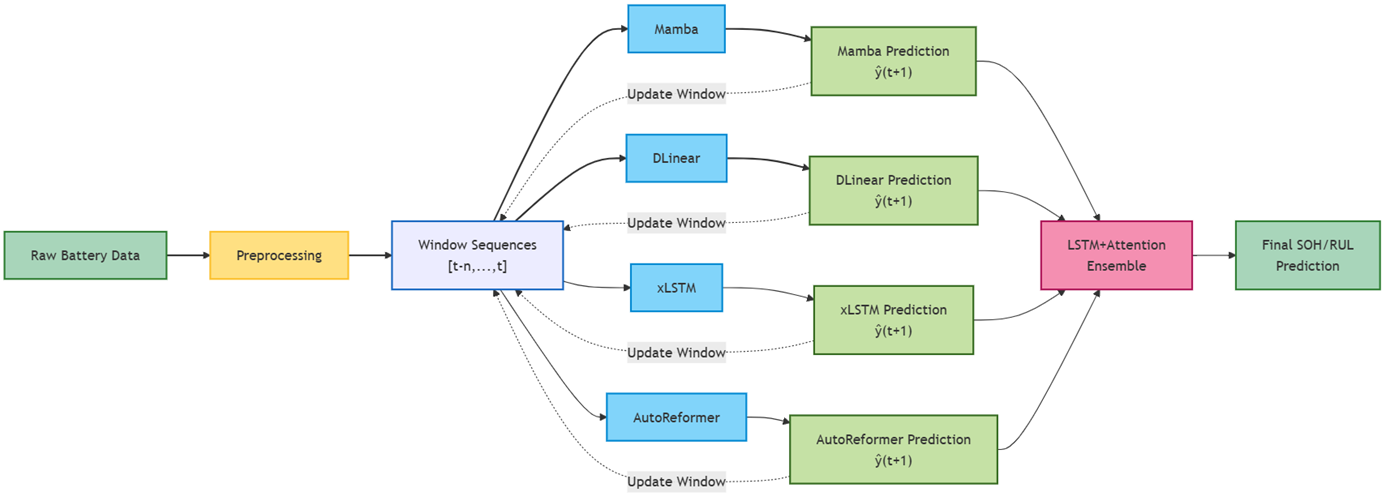 Raw Battery Data
Preprocessing
Window Sequences
[t-n,...,t]
Mamba
Mamba Prediction
ŷ(t+1)
Update Window
DLinear
DLinear Prediction
ŷ(t+1)
Update Window
xLSTM
xLSTM Prediction
ŷ(t+1)
Update Window
AutoReformer
AutoReformer Prediction
ŷ(t+1)
Update Window
LSTM+Attention
Ensemble
Final SOH/RUL
Prediction